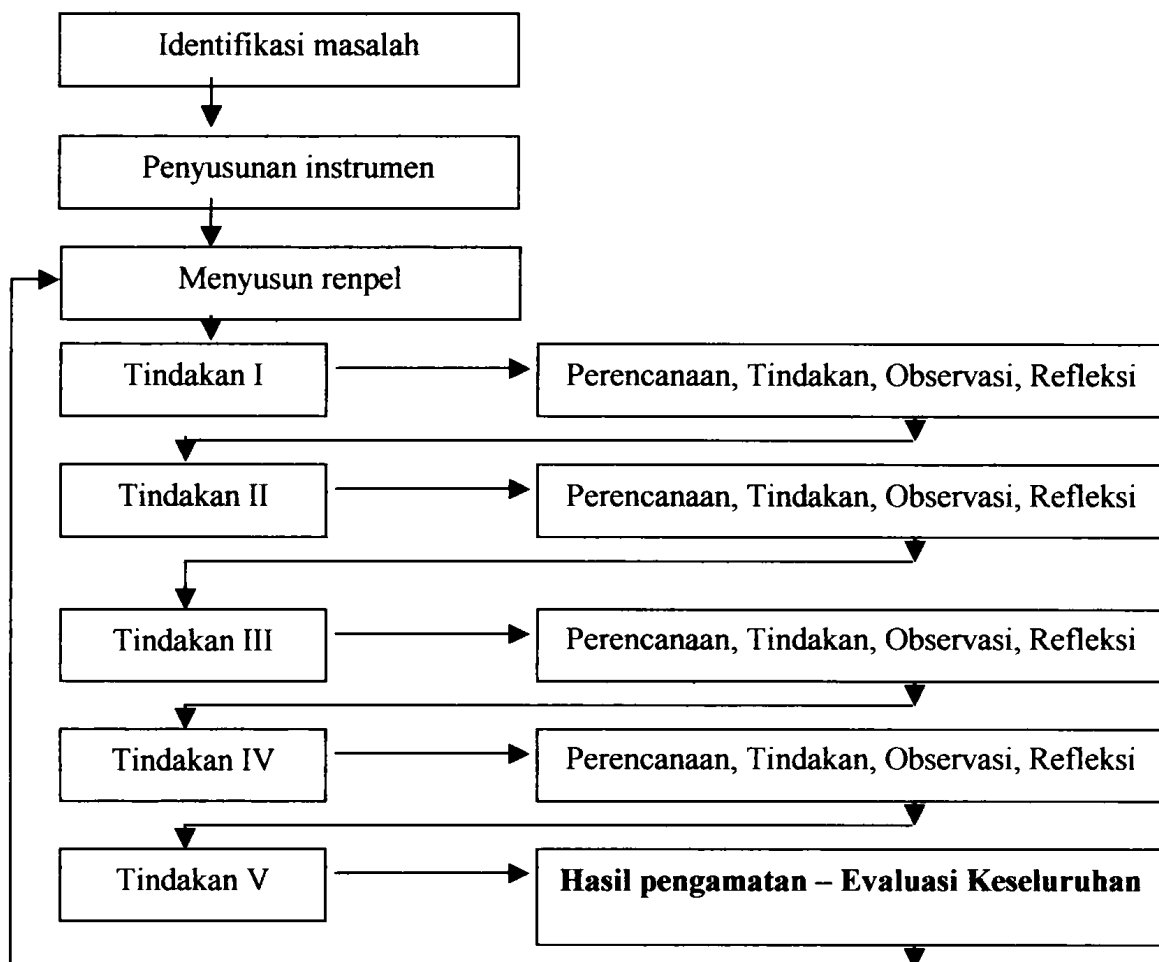 Identifikasi masalah
Penyusunan instrumen
Menyusun renpel
Tindakan I
Perencanaan, Tindakan, Observasi, Refleksi
Tindakan II
Perencanaan, Tindakan, Observasi, Refleksi
Tindakan III
Perencanaan, Tindakan, Observasi, Refleksi
Tindakan IV
Perencanaan, Tindakan, Observasi, Refleksi
Tindakan V
Hasil pengamatan – Evaluasi Keseluruhan